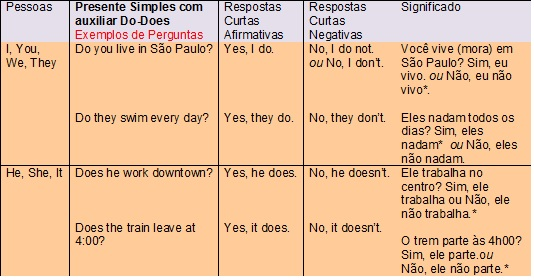 Pessoas
Presente Simples com
auxiliar Do-Does
Exemplos de Perguntas
Respostas
Curtas
Afirmativas
Respostas
Curtas
Negativas
Significado
I, You,
We, They
Do you live in São Paulo?
Yes, I do.
No, I do not.
ou No, I don't.
Você vive (mora) em
São Paulo? Sim, eu
vivo. ou Não, eu não
vivo*.
Do they swim every day?
Yes, they do.
No, they don't.
Eles nadam todos os
dias? Sim, eles
nadam* ou Não, eles
não nadam.
He, She, It
Does he work downtown?
Yes, he does.
No, he doesn't.
Ele trabalha no
centro? Sim, ele
trabalha ou Não, ele
não trabalha.*
Does the train leave at
4:00?
Yes, it does.
No, it doesn't.
O trem parte às 4h00?
Sim, ele parte.ou
Não, ele não parte.*